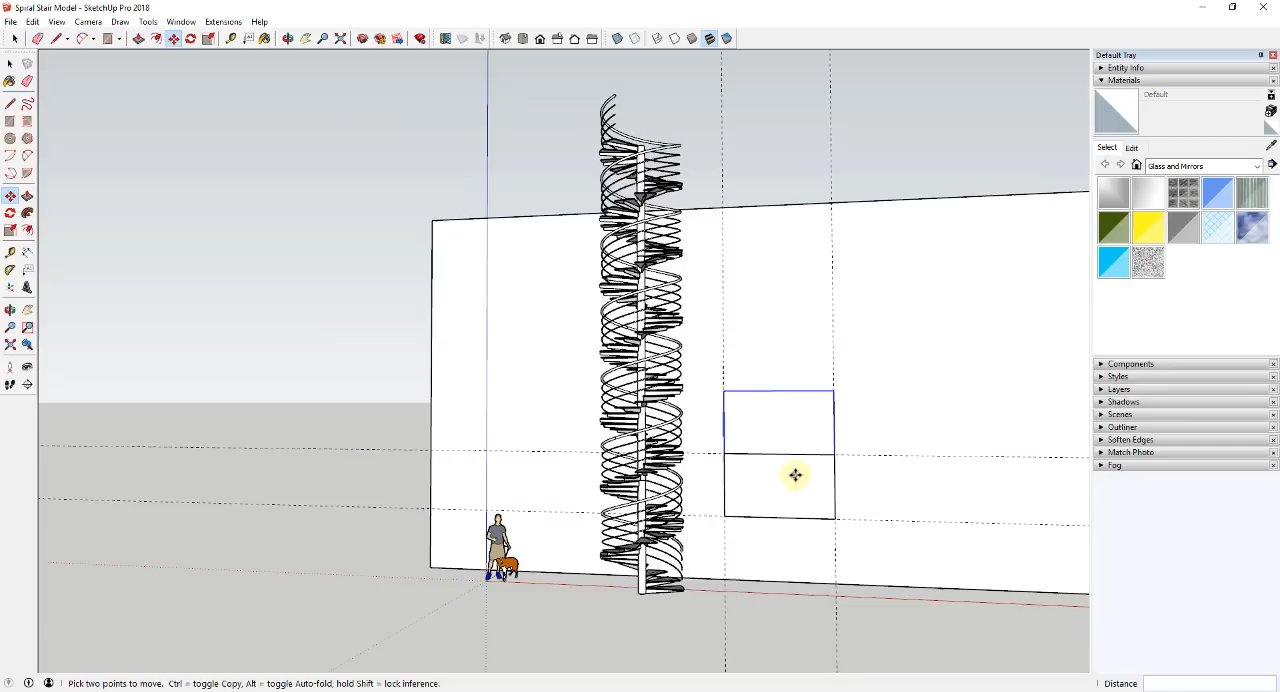 Spiral Stair Model - SketchUp Pro 2018
File Edit View Camera Draw Tools Window Extensions Help
Default Tray
Entity Info
Materials
Default
Select Edit
Glass and Mirrors
Components
Styles
Layers
Shadows
Scenes
Outliner
Soften Edges
Match Photo
Fog
Pick two points to move. Ctrl = toggle Copy, Alt = toggle Auto-fold, hold Shift = lock inference.
Distance